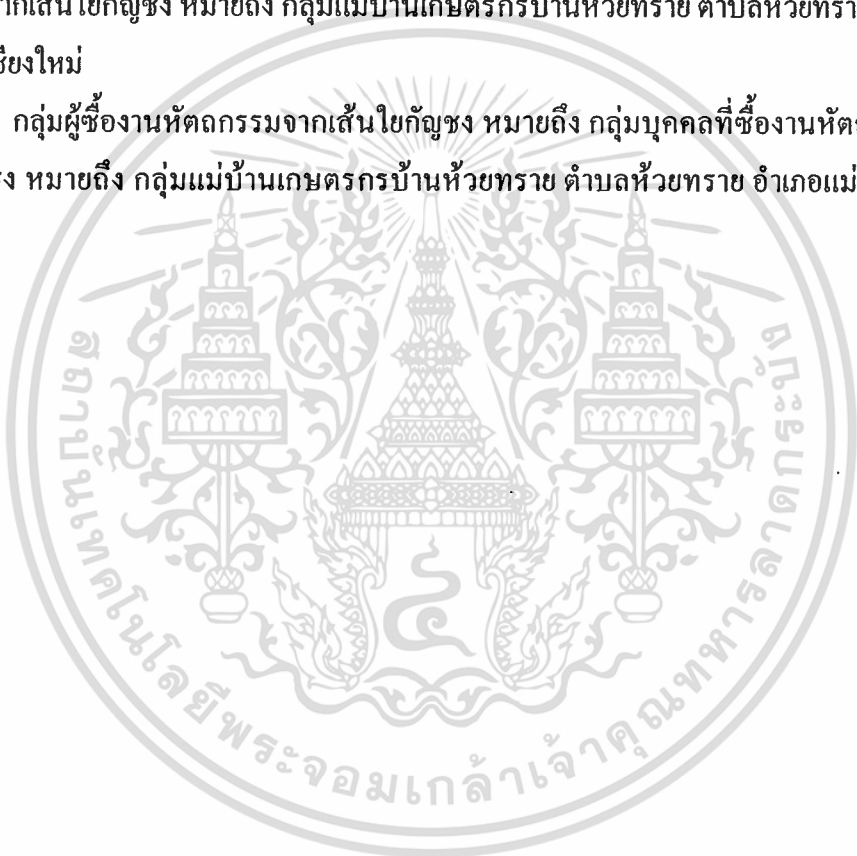 ากเส้นใยกัญชง หมายถึง กลุ่มแม่บ้านเกษตรกรบ้านห้วยทราย ตำบลห้วยทรา
ชียงใหม่
กลุ่มผู้ซื้องานหัตถกรรมจากเส้นใยกัญชง หมายถึง กลุ่มบุคคลที่ซื้องานหัต
ง หมายถึง กลุ่มแม่บ้านเกษตรกรบ้านห้วยทราย ตำบลห้วยทราย อำเภอแม่
สถาบันเทคโนโลยีพระจอมเกล้าเจ้าคุณทหารลาดกระบัง